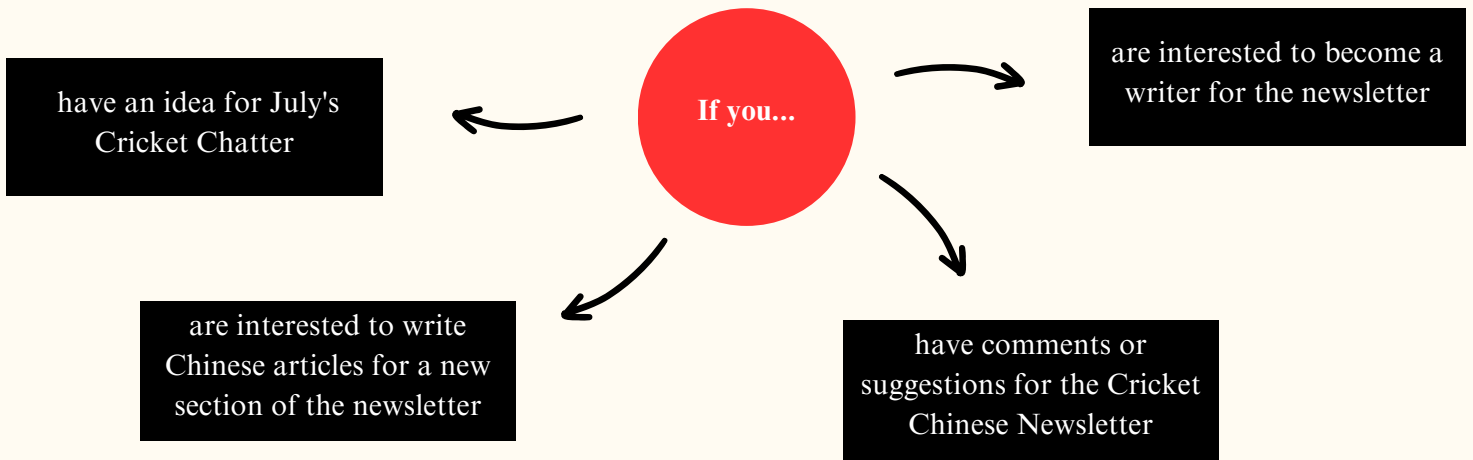 If you...
have an idea for July's
Cricket Chatter
are interested to become a
writer for the newsletter
are interested to write
Chinese articles for a new
section of the newsletter
have comments or
suggestions for the Cricket
Chinese Newsletter